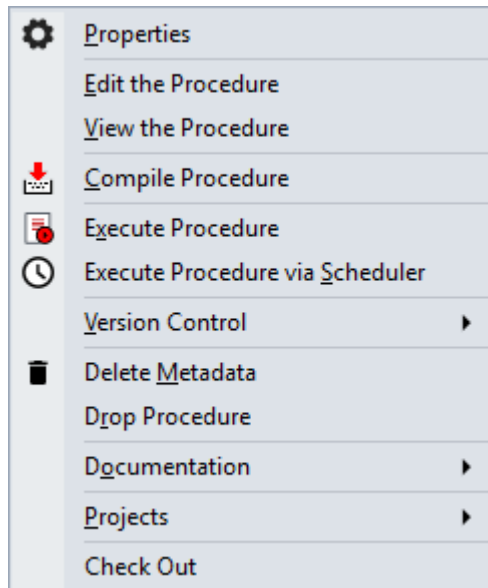 Properties
Edit the Procedure
View the Procedure
Compile Procedure
Execute Procedure
Execute Procedure via Scheduler
Version Control
Delete Metadata
Drop Procedure
Documentation
Projects
Check Out